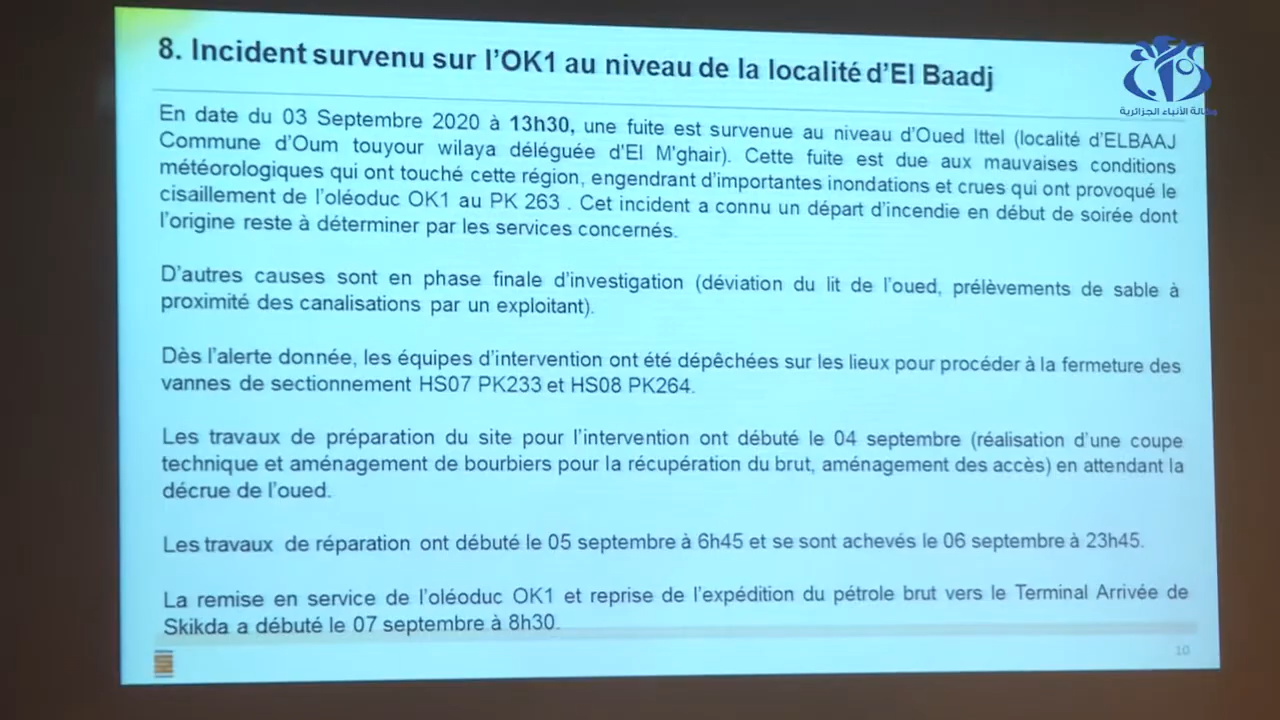 8. Incident survenu sur l'OK1 au niveau de la localité d'El Baadj
وكالة الأنباء الجزائرية
En date du 03 Septembre 2020 à 13h30, une fuite est survenue au niveau d'Oued Ittel (localité d'ELBAAJ
Commune d'Oum touyour wilaya déléguée d'El M'ghair). Cette fuite est due aux mauvaises conditions
météorologiques qui ont touché cette région, engendrant d'importantes inondations et crues qui ont provoqué le
cisaillement de l'oléoduc OK1 au PK 263 . Cet incident a connu un départ d'incendie en début de soirée dont
l'origine reste à déterminer par les services concernés.
D'autres causes sont en phase finale d'investigation (déviation du lit de l'oued, prélèvements de sable à
proximité des canalisations par un exploitant).
Dès l'alerte donnée, les équipes d'intervention ont été dépêchées sur les lieux pour procéder à la fermeture des
vannes de sectionnement HS07 PK233 et HS08 PK264.
Les travaux de préparation du site pour l'intervention ont débuté le 04 septembre (réalisation d'une coupe
technique et aménagement de bourbiers pour la récupération du brut, aménagement des accès) en attendant la
décrue de l'oued.
Les travaux de réparation ont débuté le 05 septembre à 6h45 et se sont achevés le 06 septembre à 23h45.
La remise en service de l'oléoduc OK1 et reprise de l'expédition du pétrole brut vers le Terminal Arrivée de
Skikda a débuté le 07 septembre à 8h30.
10